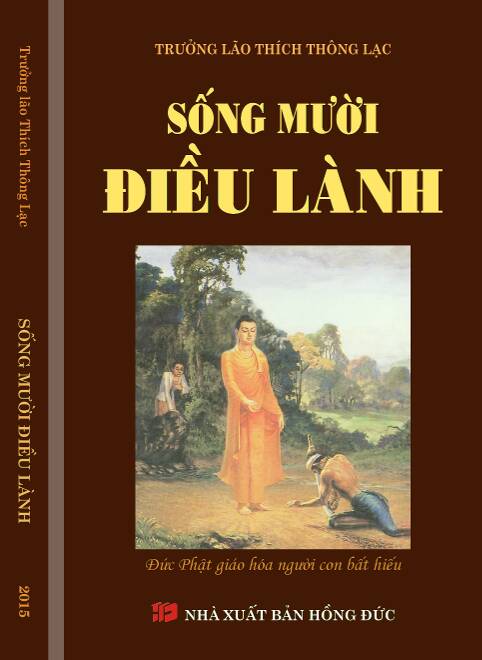 Trưởng lão Thích Thông Lạc
SỐNG MƯỜI ĐIỀU LÀNH
2015
TRƯỞNG LÃO THÍCH THÔNG LẠC
SỐNG MƯỜI
ĐIỀU LÀNH
Đức Phật giáo hóa người con bất hiếu
NHÀ XUẤT BẢN HỒNG ĐỨC